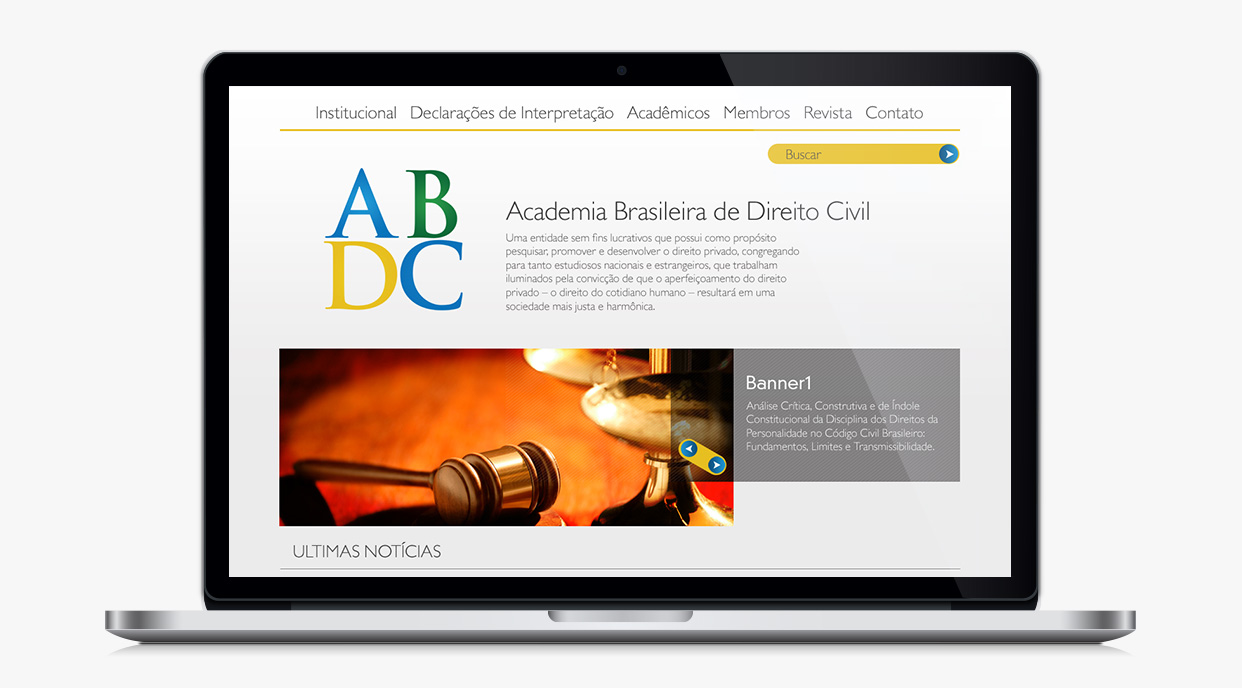 Institucional Declarações de Interpretação Acadêmicos Membros Revista Contato
Buscar
A B
DC
Academia Brasileira de Direito Civil
Uma entidade sem fins lucrativos que possui como propósito
pesquisar, promover e desenvolver o direito privado, congregando
para tanto estudiosos nacionais e estrangeiros, que trabalham
iluminados pela convicção de que o aperfeiçoamento do direito
privado – o direito do cotidiano humano – resultará em uma
sociedade mais justa e harmônica.
Banner1
Análise Crítica, Construtiva e de Índole
Constitucional da Disciplina dos Direitos da
Personalidade no Código Civil Brasileiro:
Fundamentos, Limites e Transmissibilidade.
ULTIMAS NOTÍCIAS